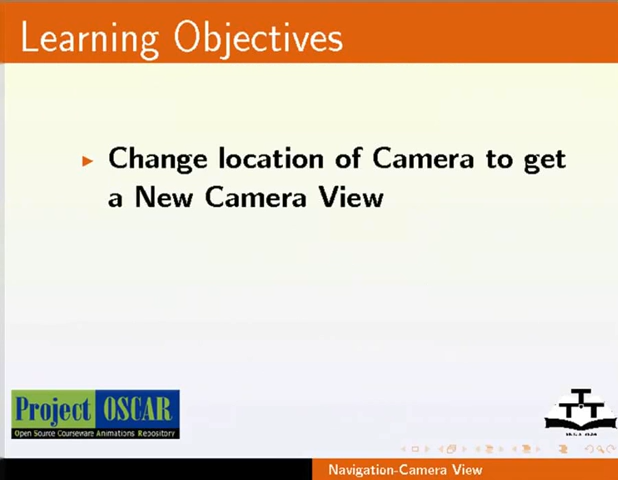 Learning Objectives
Change location of Camera to get
a New Camera View
Project OSCAR
Open Source Courseware Animations Repository
Navigation-Camera View